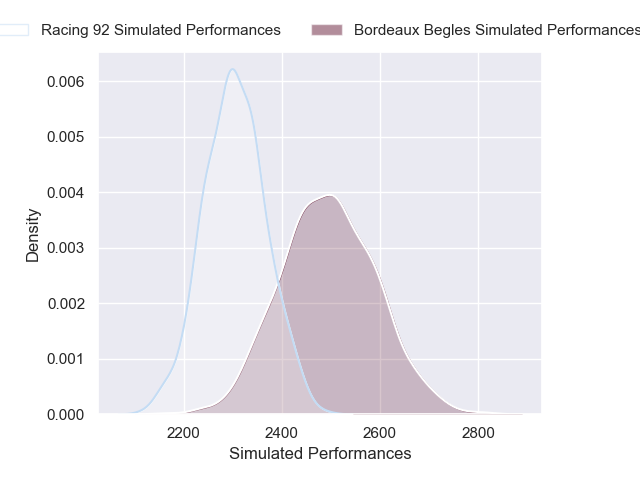 Racing 92 Simulated Performances
Bordeaux Begles Simulated Performances
0.006
0.005
0.004
0.003
0.002
0.001
0.000
Density
2200
2400
2600
2800
Simulated Performances